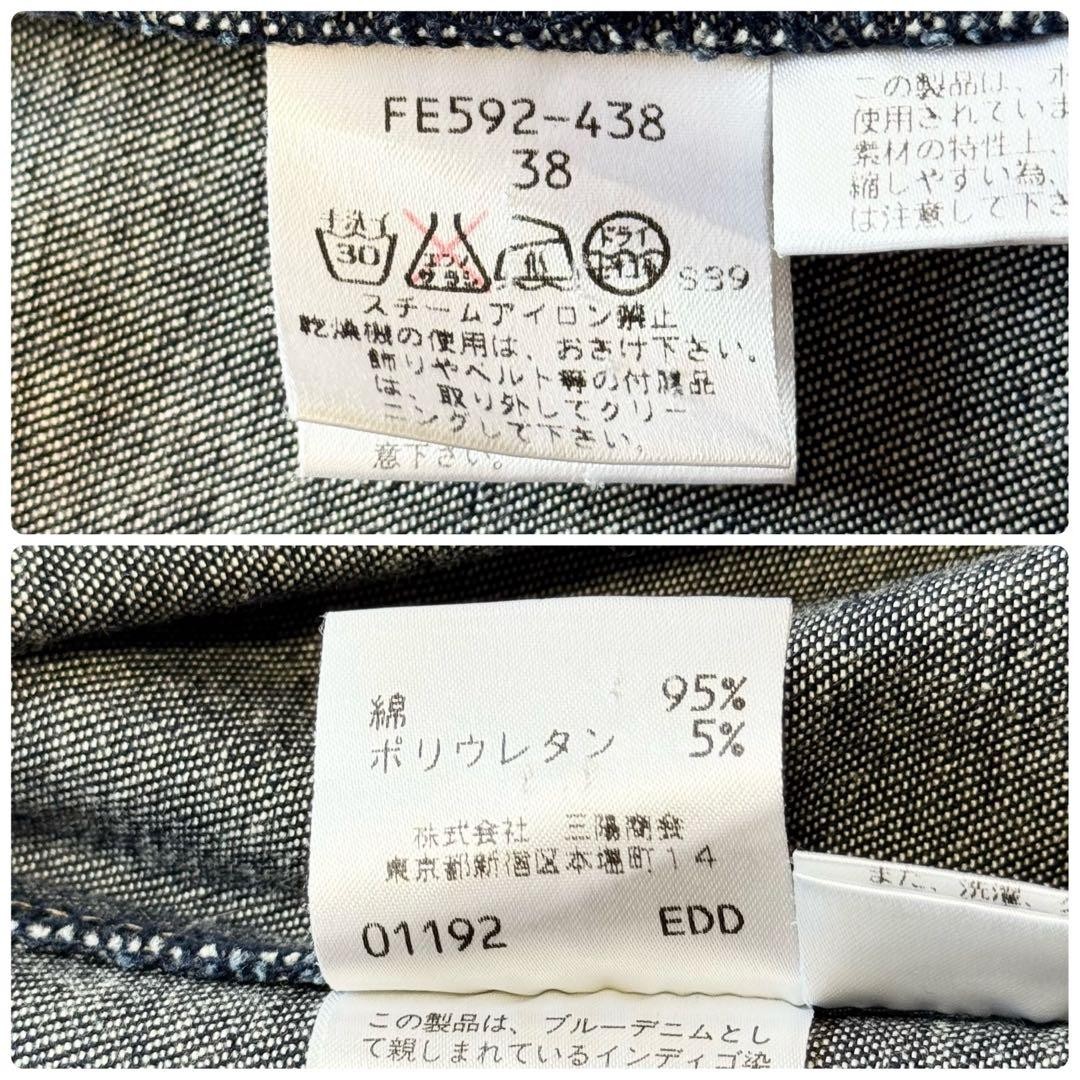 FE592-438
38
手洗イ
30
エンソ
サラシ
ドライ
S39
スチームアイロン禁止
乾燥機の使用は、おさけ下さい。
飾りやベルト等の付属品
は、取り外してクリー
ニングして下さい。
意下さい。
この製品は、ポ
使用されていま
素材の特性上、
縮しやすい為、
は注意して下さ
綿 95%
ポリウレタン 5%
株式会社 三陽商会
東京都新宿区本塩町14
01192 EDD
また、洗濯、
この製品は、ブルーデニムとし
て親しまれているインディゴ染